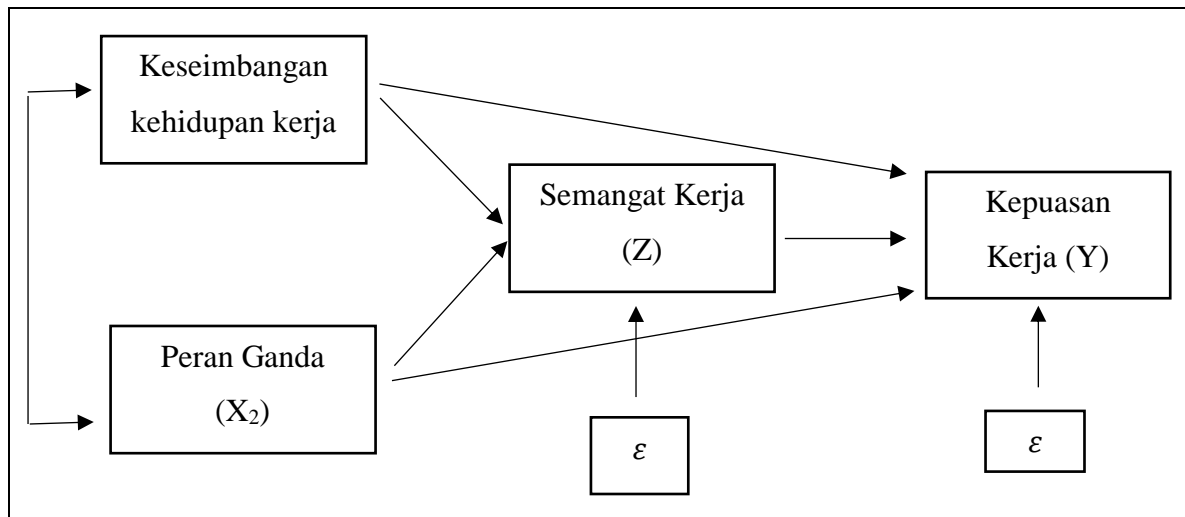 Keseimbangan
kehidupan kerja
Semangat Kerja
(Z)
Kepuasan
Kerja (Y)
Peran Ganda
(X₂)
ε
ε